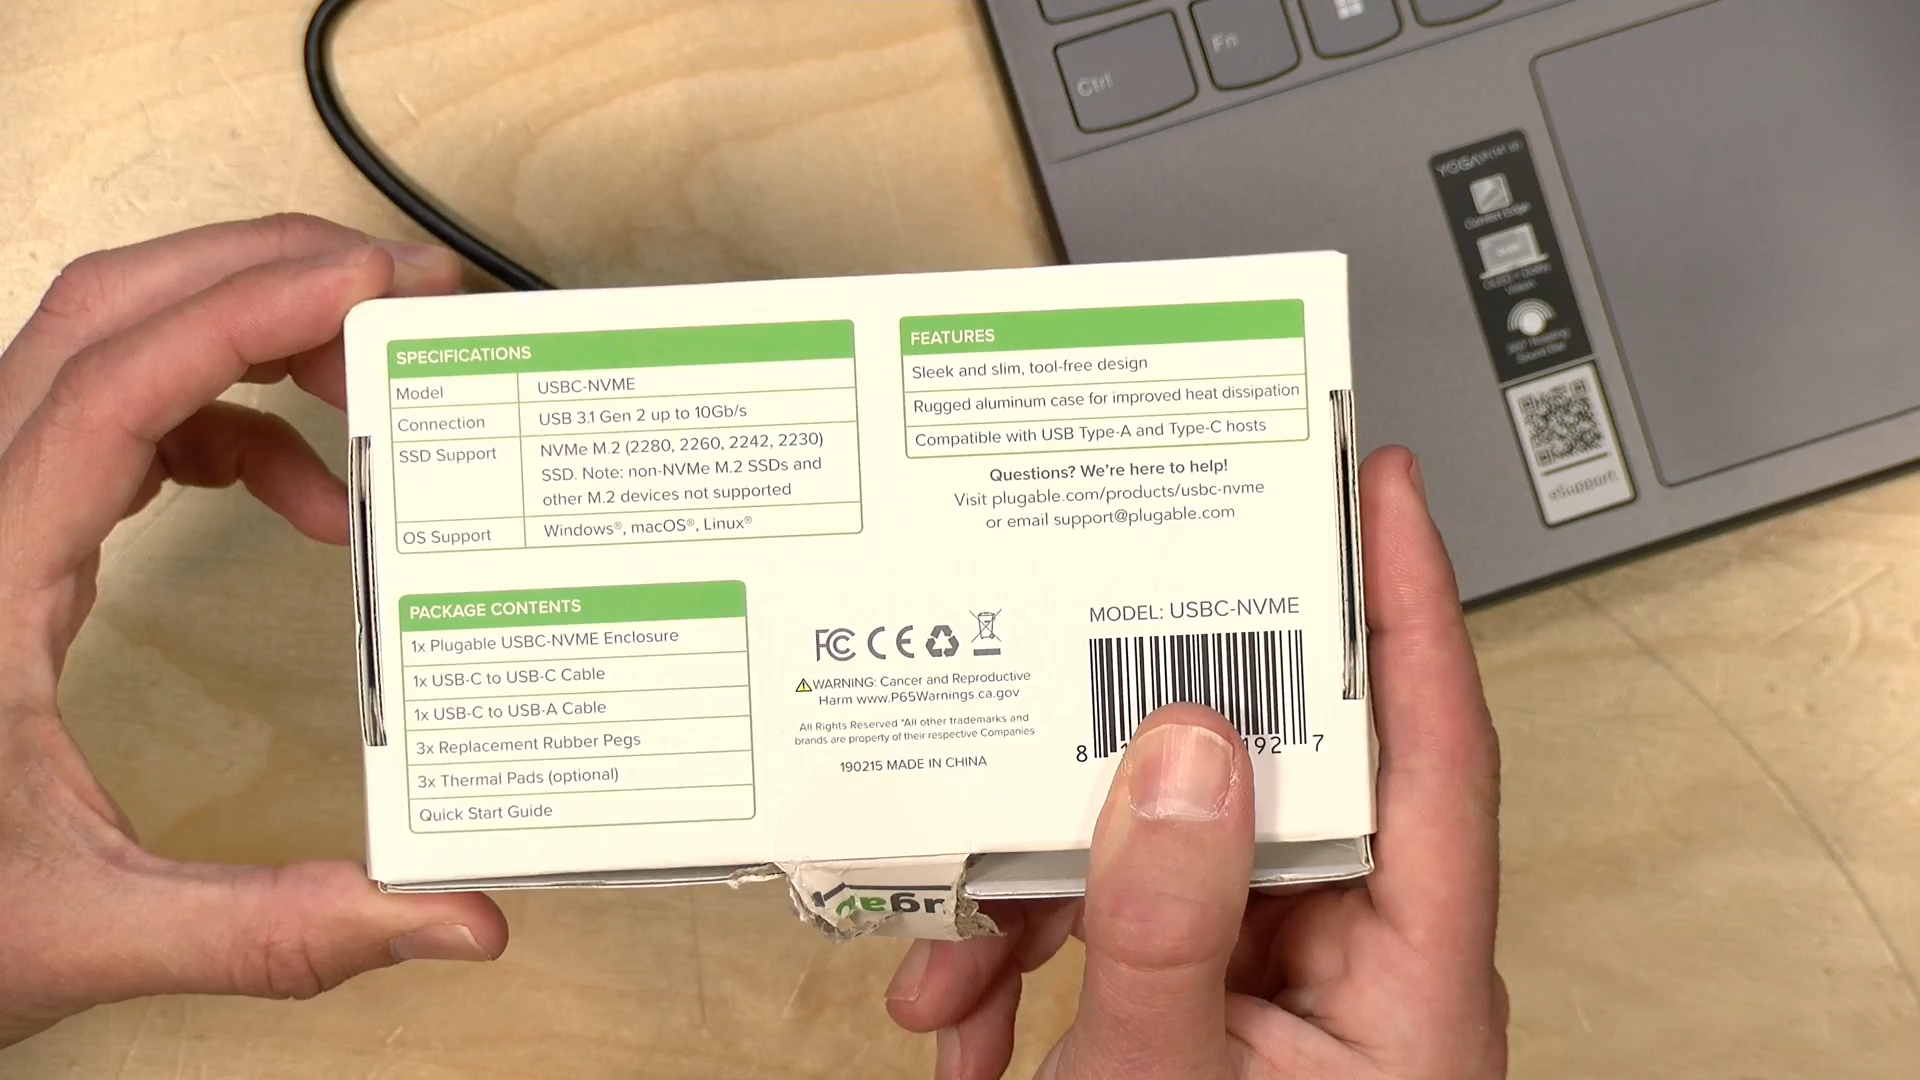 Ctrl
Fn
YOGA
Comfort Edge
eSupport
SPECIFICATIONS
Model USBC-NVME
Connection USB 3.1 Gen 2 up to 10Gb/s
SSD Support NVMe M.2 (2280, 2260, 2242, 2230)
SSD. Note: non-NVMe M.2 SSDs and
other M.2 devices not supported
OS Support Windows®, macOS®, Linux®
FEATURES
Sleek and slim, tool-free design
Rugged aluminum case for improved heat dissipation
Compatible with USB Type-A and Type-C hosts
Questions? We're here to help!
Visit plugable.com/products/usbc-nvme
or email support@plugable.com
PACKAGE CONTENTS
1x Plugable USBC-NVME Enclosure
1x USB-C to USB-C Cable
1x USB-C to USB-A Cable
3x Replacement Rubber Pegs
3x Thermal Pads (optional)
Quick Start Guide
FC CE
WARNING: Cancer and Reproductive
Harm www.P65Warnings.ca.gov
All Rights Reserved *All other trademarks and
brands are property of their respective Companies
190215 MADE IN CHINA
MODEL: USBC-NVME
8 192 7